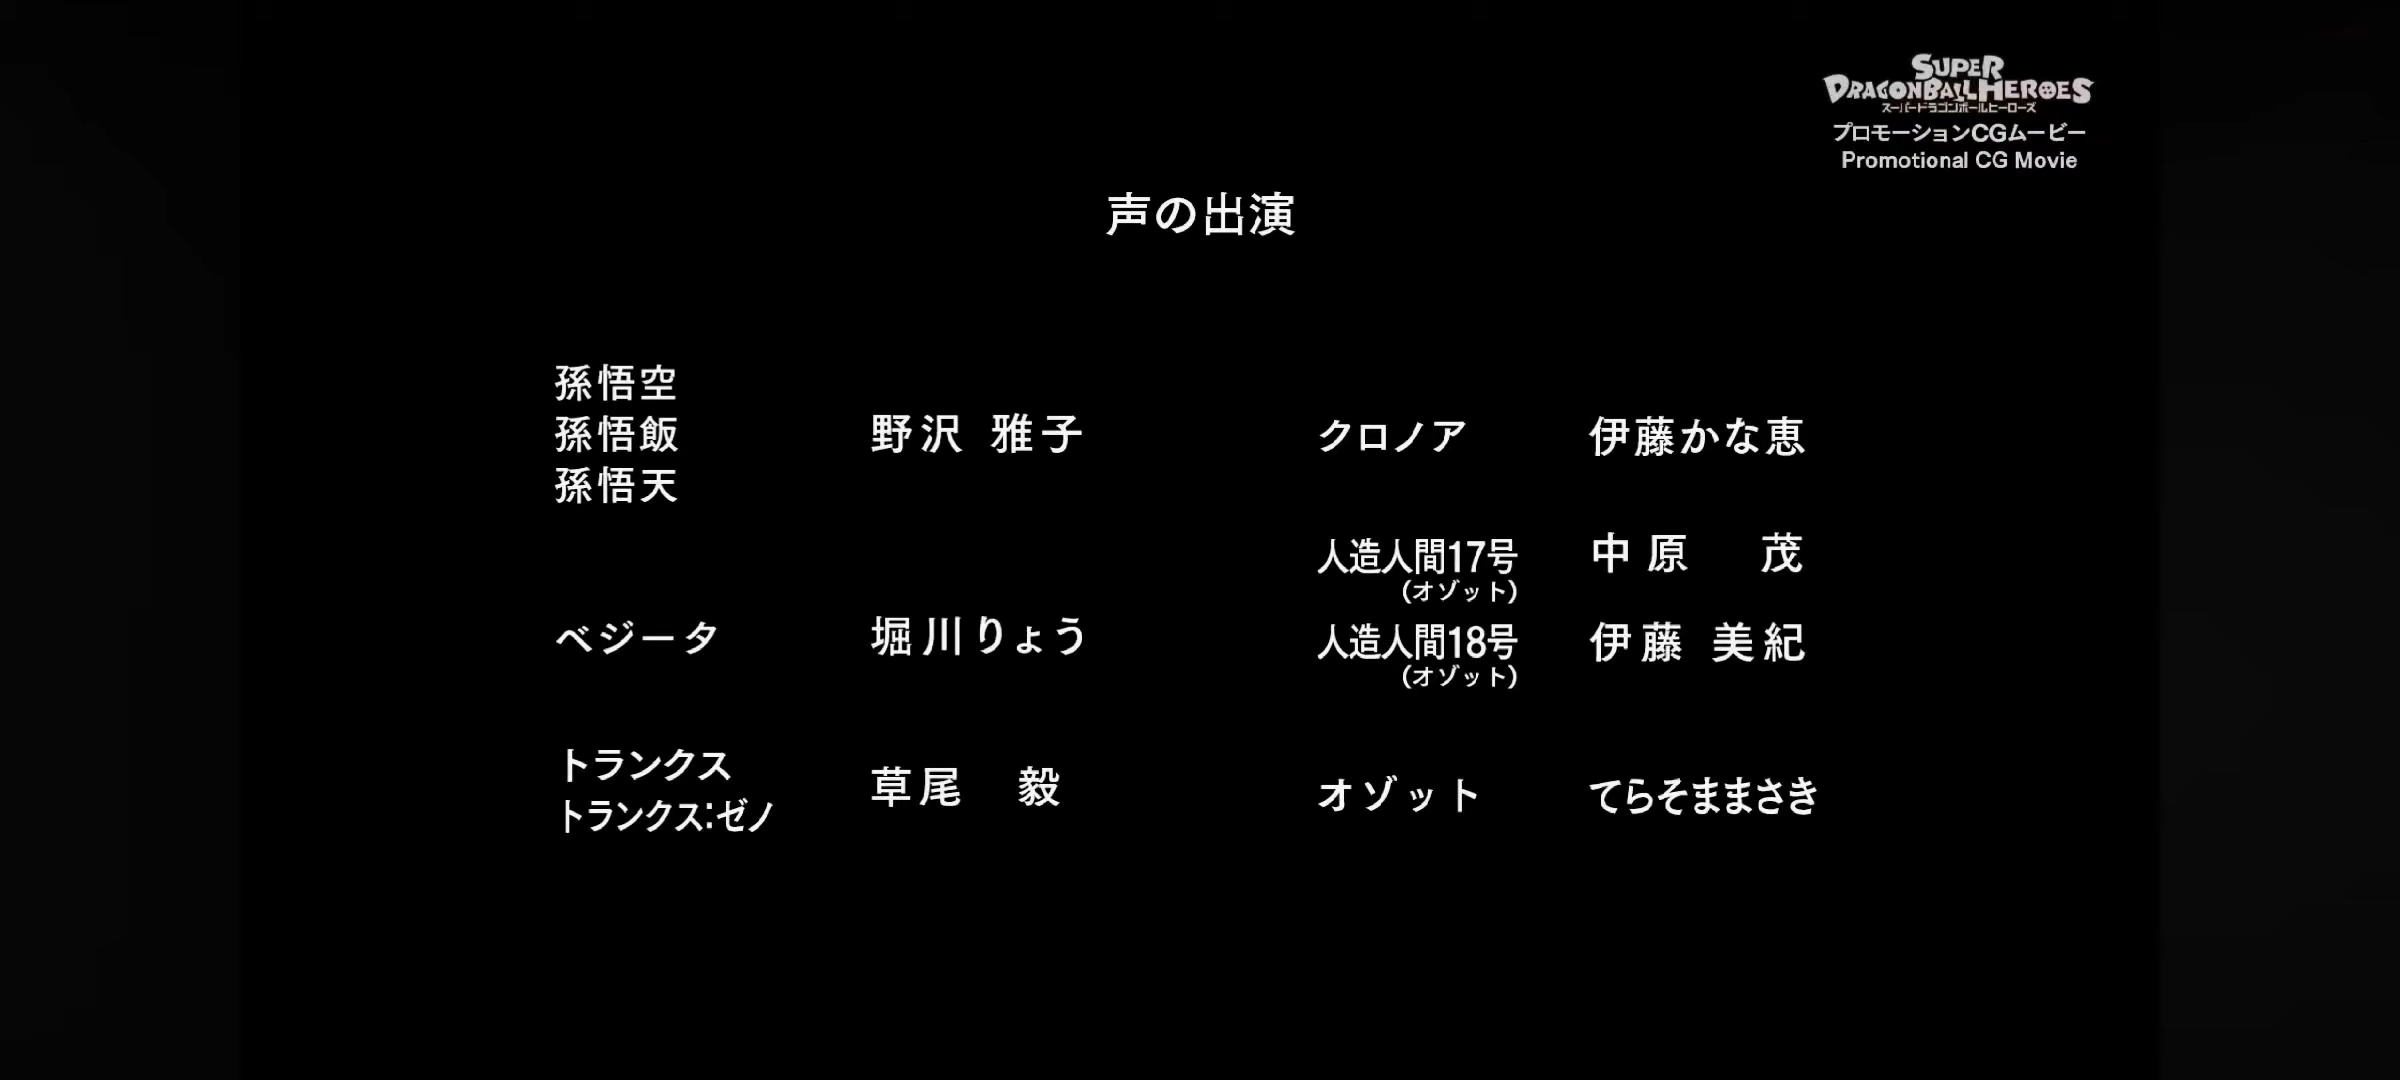 SUPER
DRAGONBALL HEROES
スーパードラゴンボールヒーローズ
プロモーションCGムービー
Promotional CG Movie
声の出演
孫悟空
孫悟飯
孫悟天
野沢 雅子
ベジータ
堀川りょう
トランクス
トランクス:ゼノ
草尾 毅
クロノア
伊藤かな恵
人造人間17号
(オゾット)
中原 茂
人造人間18号
(オゾット)
伊藤 美紀
オゾット
てらそままさき